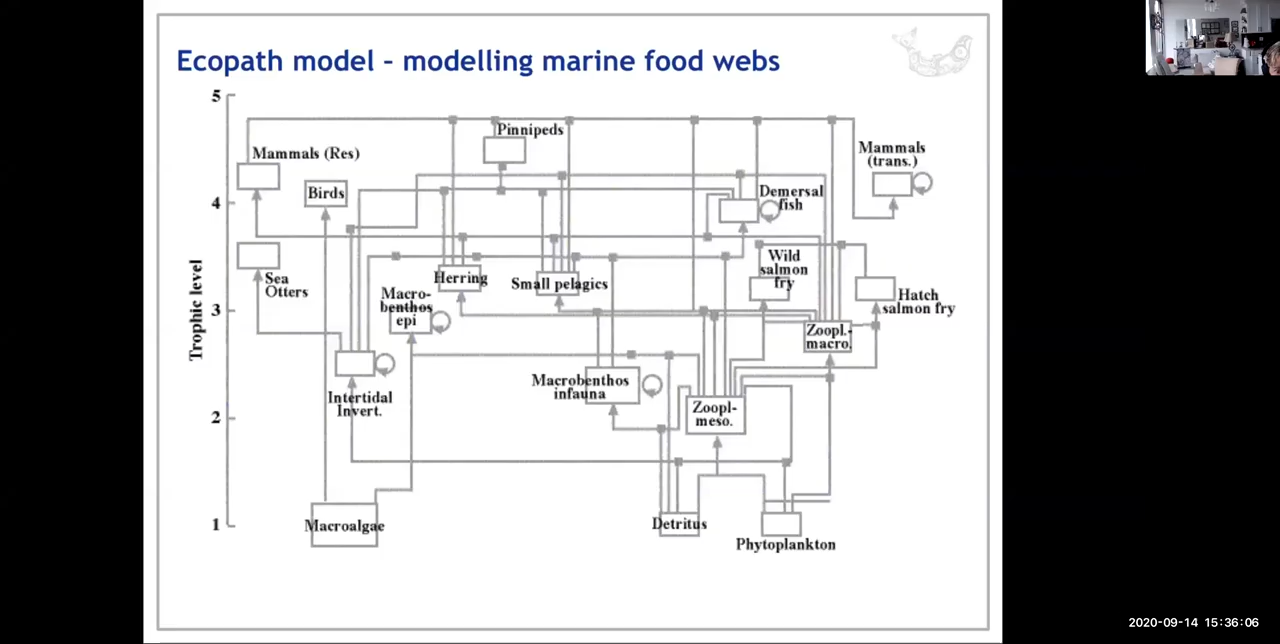 Ecopath model – modelling marine food webs
5
Pinnipeds
Mammals (Res)
Mammals
(trans.)
Birds
Demersal
fish
4
Sea
Otters
Herring
Small pelagics
Wild
salmon
fry
Macro-
benthos
epi
Hatch
salmon fry
Trophic level
3
Zoopl.-
macro.
Macrobenthos
infauna
Intertidal
Invert.
Zoopl-
meso.
2
1
Macroalgae
Detritus
Phytoplankton
2020-09-14 15:36:06